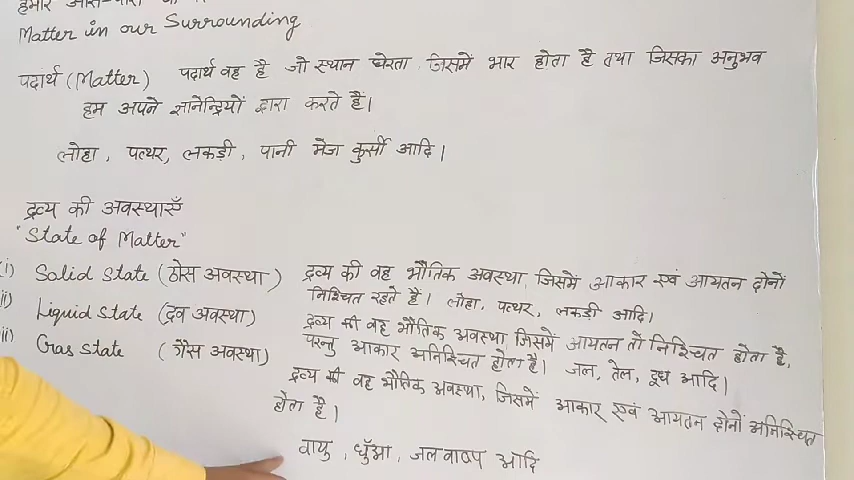 हमारे आस-पास के
Matter in our Surrounding
पदार्थ (Matter) पदार्थ वह है जो स्थान घेरता, जिसमें भार होता है तथा जिसका अनुभव
हम अपने ज्ञानेन्द्रियों द्वारा करते हैं।
लोहा, पत्थर, लकड़ी, पानी मेज कुर्सी आदि।
द्रव्य की अवस्थाएँ
"State of Matter"
(i) Solid State (ठोस अवस्था) द्रव्य की वह भौतिक अवस्था, जिसमें आकार एवं आयतन दोनों
निश्चित रहते हैं। लोहा, पत्थर, लकड़ी आदि।
ii) Liquid State (द्रव अवस्था) द्रव्य की वह भौतिक अवस्था, जिसमें आयतन तो निश्चित होता है,
परन्तु आकार अनिश्चित होता है। जल, तेल, दूध आदि।
iii) Gas State (गैस अवस्था) द्रव्य की वह भौतिक अवस्था, जिसमें आकार एवं आयतन दोनों अनिश्चित
होता है।
वायु, धुँआ, जलवाष्प आदि